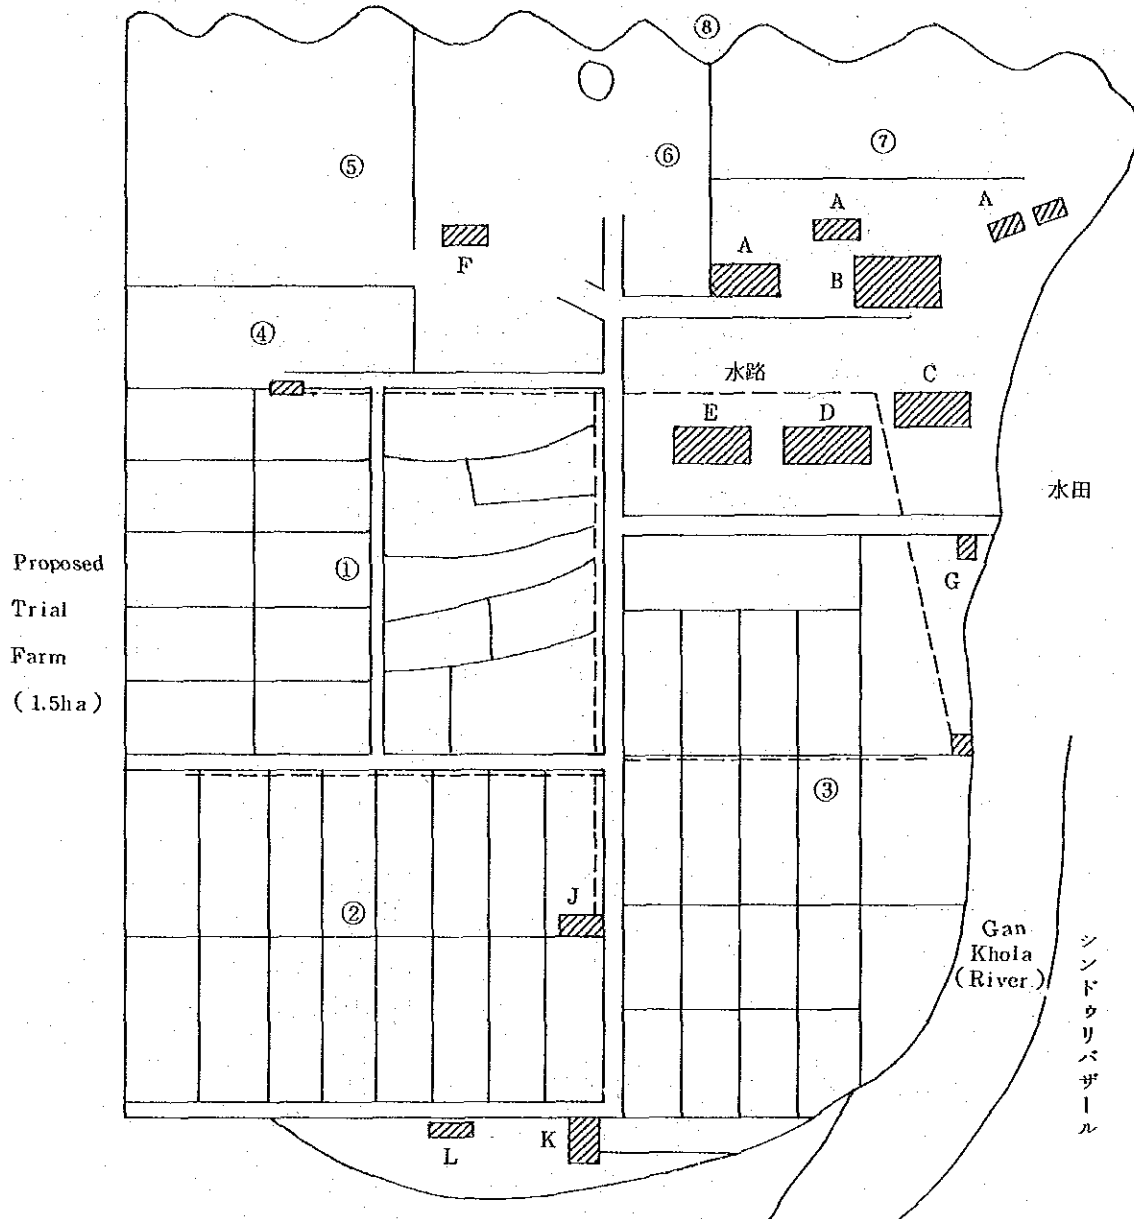 ⑧
⑤
⑥
⑦
A
A
A
F
B
④
水路
C
E
D
水田
Proposed
Trial
Farm
(1.5ha)
①
G
③
②
J
Gan
Khola
(River)
シンドゥリバザール
L
K